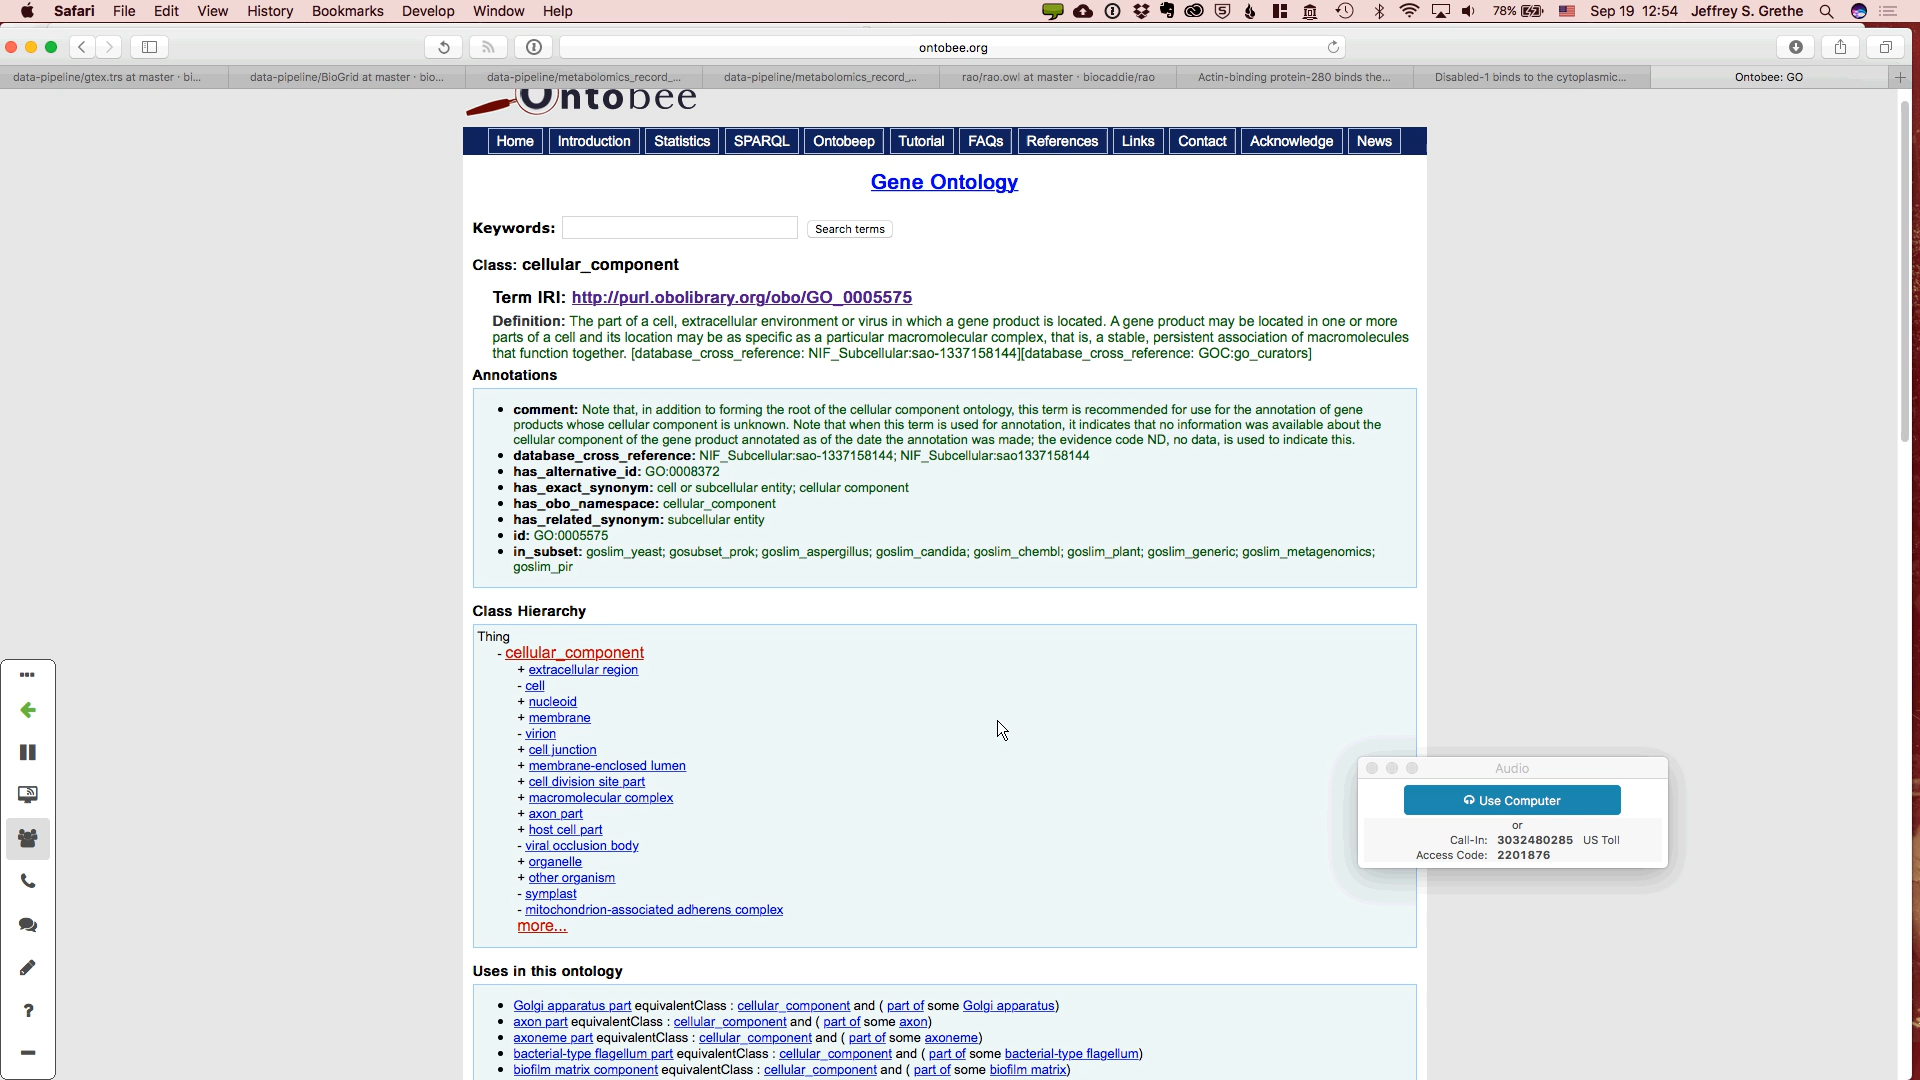 Safari File Edit View History Bookmarks Develop Window Help 78% Sep 19 12:54 Jeffrey S. Grethe
ontobee.org
data-pipeline/gtex.trs at master · bi... data-pipeline/BioGrid at master · bio... data-pipeline/metabolomics_record_... data-pipeline/metabolomics_record_... rao/rao.owl at master · biocaddie/rao Actin-binding protein-280 binds the... Disabled-1 binds to the cytoplasmic... Ontobee: GO
Ontobee
Home Introduction Statistics SPARQL Ontobeep Tutorial FAQs References Links Contact Acknowledge News
Gene Ontology
Keywords: Search terms
Class: cellular_component
Term IRI: http://purl.obolibrary.org/obo/GO_0005575
Definition: The part of a cell, extracellular environment or virus in which a gene product is located. A gene product may be located in one or more
parts of a cell and its location may be as specific as a particular macromolecular complex, that is, a stable, persistent association of macromolecules
that function together. [database_cross_reference: NIF_Subcellular:sao-1337158144][database_cross_reference: GOC:go_curators]
Annotations
• comment: Note that, in addition to forming the root of the cellular component ontology, this term is recommended for use for the annotation of gene
products whose cellular component is unknown. Note that when this term is used for annotation, it indicates that no information was available about the
cellular component of the gene product annotated as of the date the annotation was made; the evidence code ND, no data, is used to indicate this.
• database_cross_reference: NIF_Subcellular:sao-1337158144; NIF_Subcellular:sao1337158144
• has_alternative_id: GO:0008372
• has_exact_synonym: cell or subcellular entity; cellular component
• has_obo_namespace: cellular_component
• has_related_synonym: subcellular entity
• id: GO:0005575
• in_subset: goslim_yeast; gosubset_prok; goslim_aspergillus; goslim_candida; goslim_chembl; goslim_plant; goslim_generic; goslim_metagenomics;
goslim_pir
Class Hierarchy
Thing
- cellular_component
+ extracellular region
- cell
+ nucleoid
+ membrane
- virion
+ cell junction
+ membrane-enclosed lumen
+ cell division site part
+ macromolecular complex
+ axon part
+ host cell part
- viral occlusion body
+ organelle
+ other organism
- symplast
- mitochondrion-associated adherens complex
more...
Audio
Use Computer
or
Call-In: 3032480285 US Toll
Access Code: 2201876
Uses in this ontology
• Golgi apparatus part equivalentClass : cellular_component and ( part of some Golgi apparatus)
• axon part equivalentClass : cellular_component and ( part of some axon)
• axoneme part equivalentClass : cellular_component and ( part of some axoneme)
• bacterial-type flagellum part equivalentClass : cellular_component and ( part of some bacterial-type flagellum)
• biofilm matrix component equivalentClass : cellular_component and ( part of some biofilm matrix)